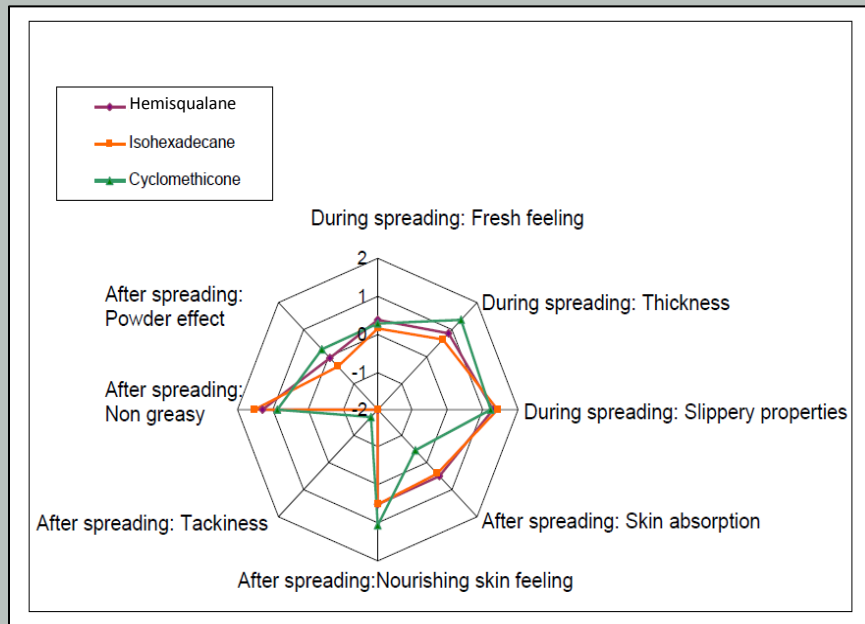 Hemisqualane
Isohexadecane
Cyclomethicone
During spreading: Fresh feeling
2
1
0
-1
-2
During spreading: Thickness
During spreading: Slippery properties
After spreading: Skin absorption
After spreading:Nourishing skin feeling
After spreading: Tackiness
After spreading:
Non greasy
After spreading:
Powder effect